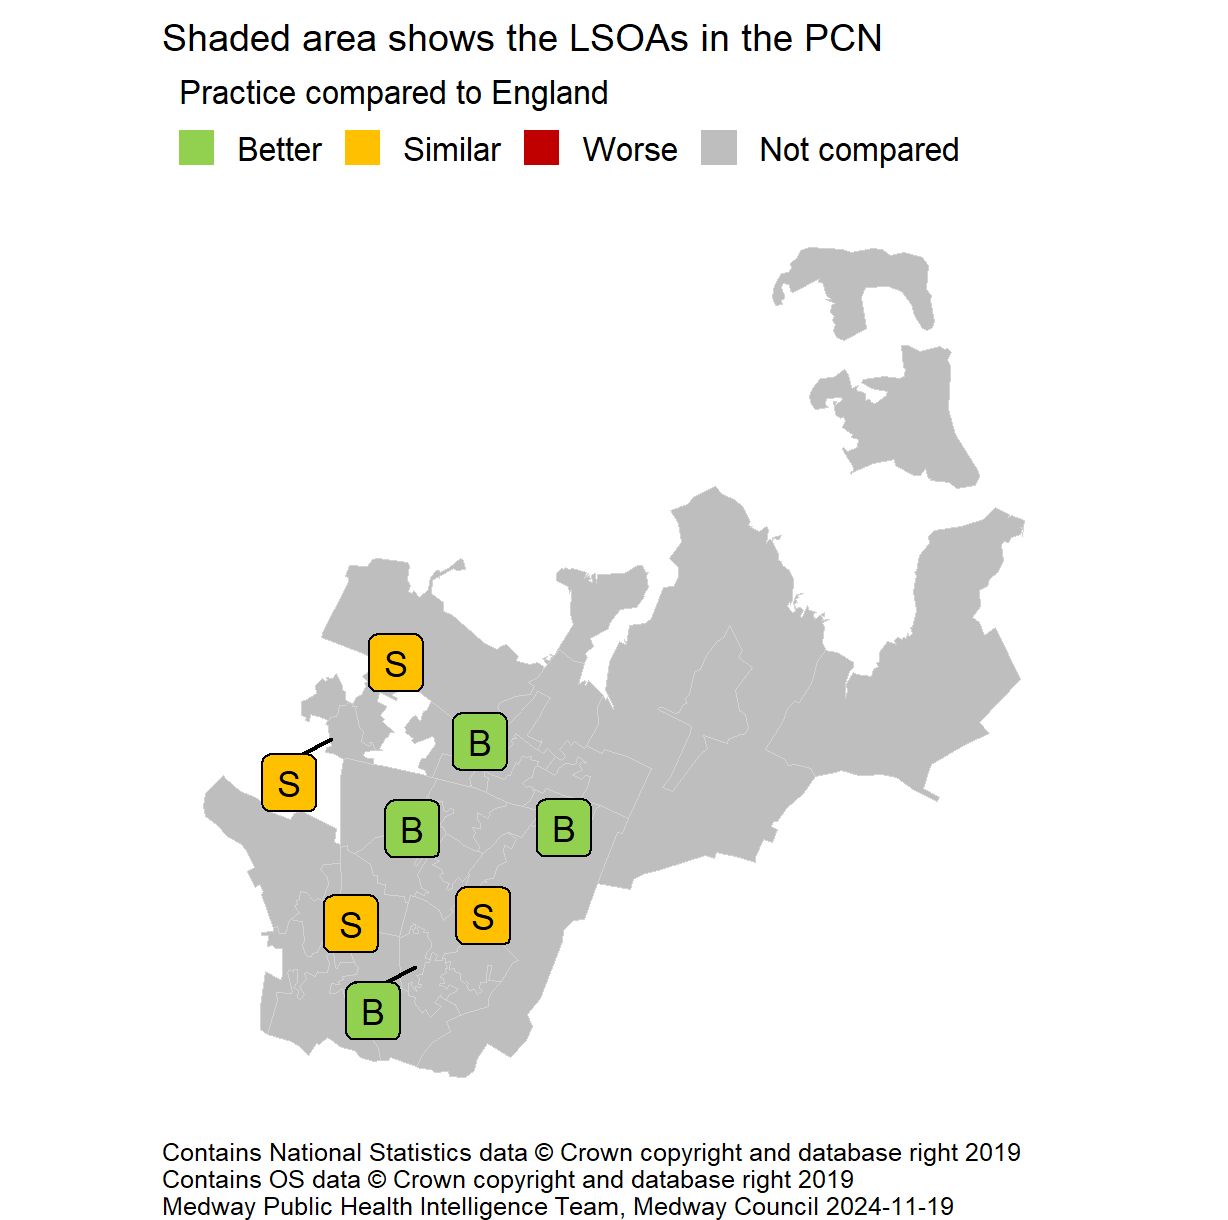 Shaded area shows the LSOAs in the PCN
Practice compared to England
Better Similar Worse Not compared
S
B
S
B
B
S
S
B
Contains National Statistics data © Crown copyright and database right 2019
Contains OS data © Crown copyright and database right 2019
Medway Public Health Intelligence Team, Medway Council 2024-11-19